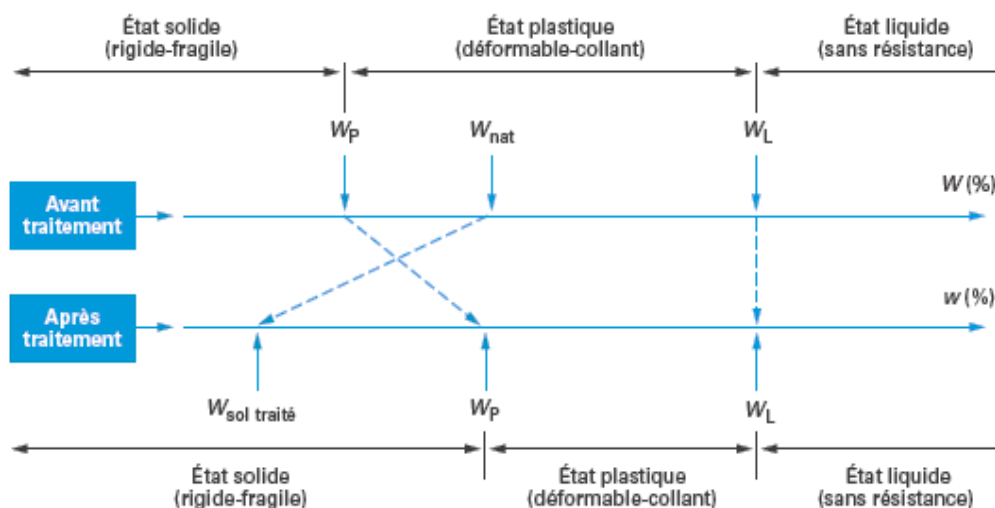 État solide
(rigide-fragile)
État plastique
(déformable-collant)
État liquide
(sans résistance)
WP
Wnat
WL
Avant
traitement
W (%)
Après
traitement
w (%)
Wsol traité
WP
WL
État solide
(rigide-fragile)
État plastique
(déformable-collant)
État liquide
(sans résistance)